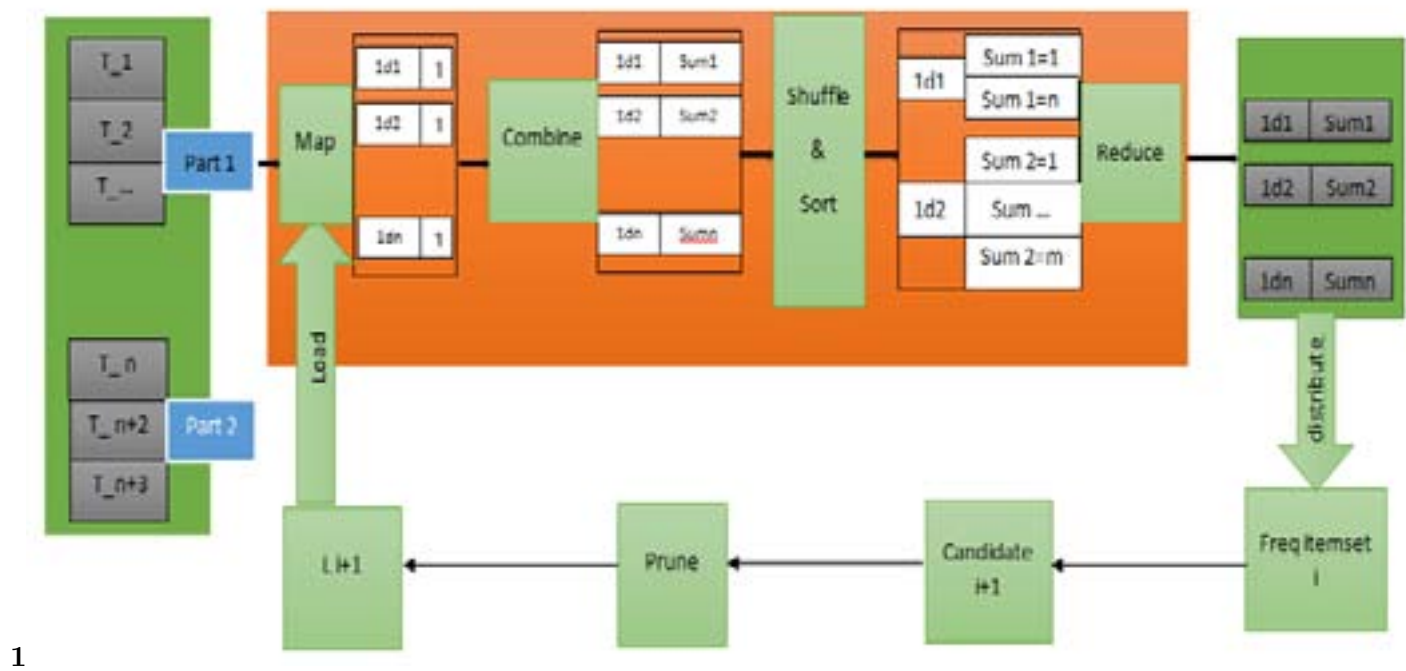 T_1
T_2
T_...
Part 1
T_n
T_n+2
T_n+3
Part 2
Map
1d1 1
1d2 1
1dn 1
Combine
1d1 Sum1
1d2 Sum2
1dn Sumn
Shuffle
&
Sort
1d1
Sum 1=1
Sum 1=n
1d2
Sum 2=1
Sum ...
Sum 2=m
Reduce
1d1 Sum1
1d2 Sum2
1dn Sumn
Load
distribute
L i+1
Prune
Candidate
i+1
Freq itemset
i
1